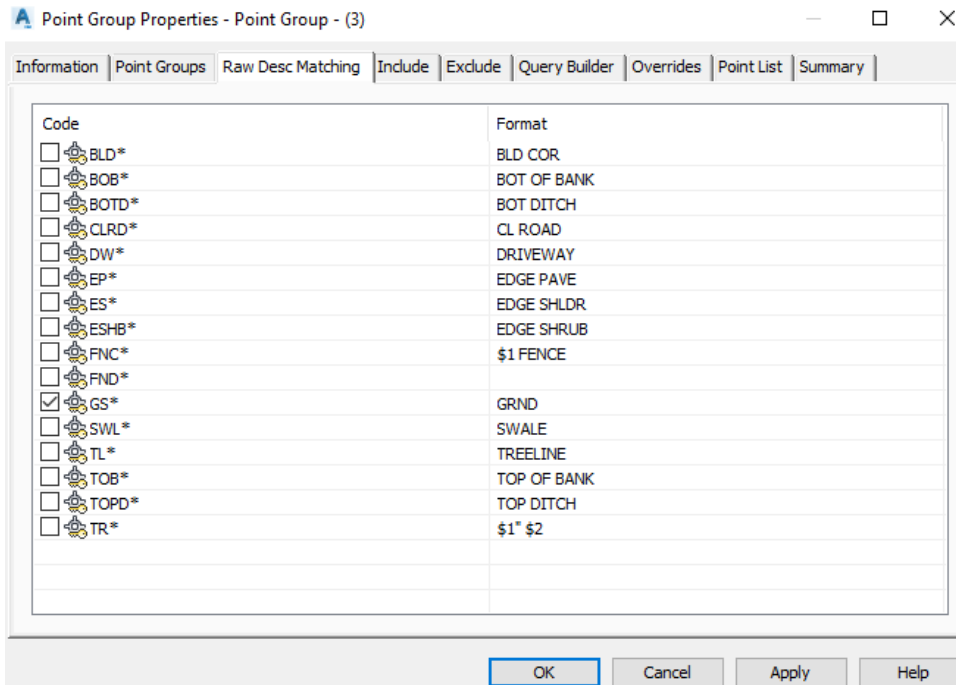 Point Group Properties - Point Group - (3)
Information Point Groups Raw Desc Matching Include Exclude Query Builder Overrides Point List Summary
Code Format
BLD* BLD COR
BOB* BOT OF BANK
BOTD* BOT DITCH
CLRD* CL ROAD
DW* DRIVEWAY
EP* EDGE PAVE
ES* EDGE SHLDR
ESHB* EDGE SHRUB
FNC* $1 FENCE
FND*
GS* GRND
SWL* SWALE
TL* TREELINE
TOB* TOP OF BANK
TOPD* TOP DITCH
TR* $1" $2
OK Cancel Apply Help